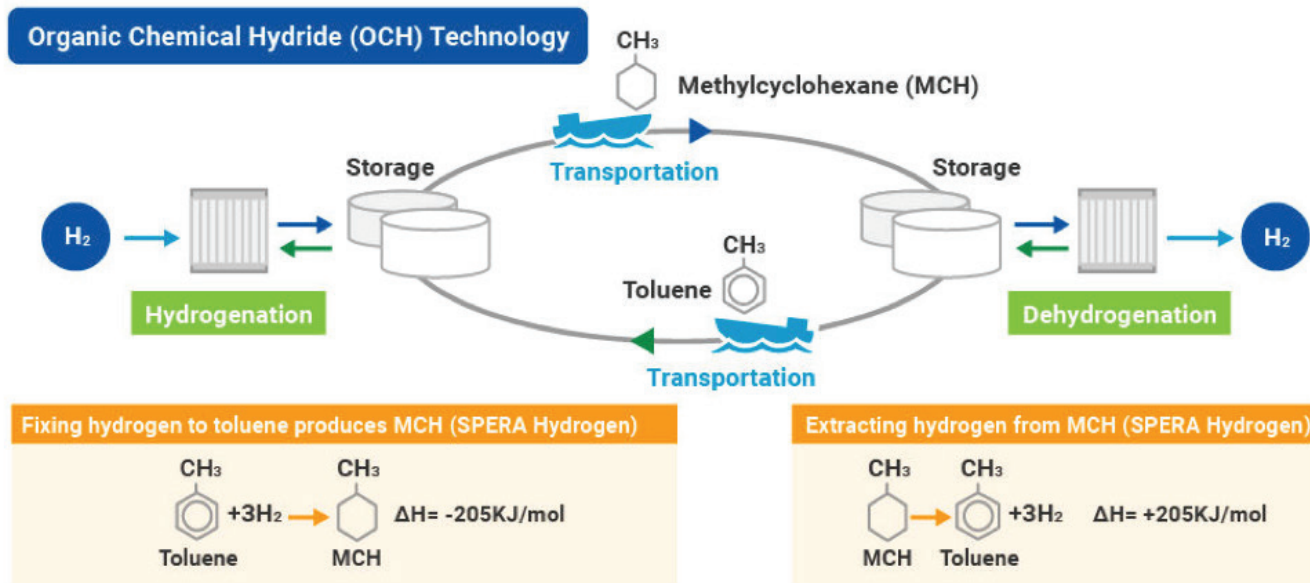 Organic Chemical Hydride (OCH) Technology
CH₃
Methylcyclohexane (MCH)
Transportation
Storage
Storage
H₂
H₂
Hydrogenation
Dehydrogenation
CH₃
Toluene
Transportation
Fixing hydrogen to toluene produces MCH (SPERA Hydrogen)
CH₃
CH₃
+3H₂
ΔH= -205KJ/mol
Toluene
MCH
Extracting hydrogen from MCH (SPERA Hydrogen)
CH₃
CH₃
+3H₂
ΔH= +205KJ/mol
MCH
Toluene